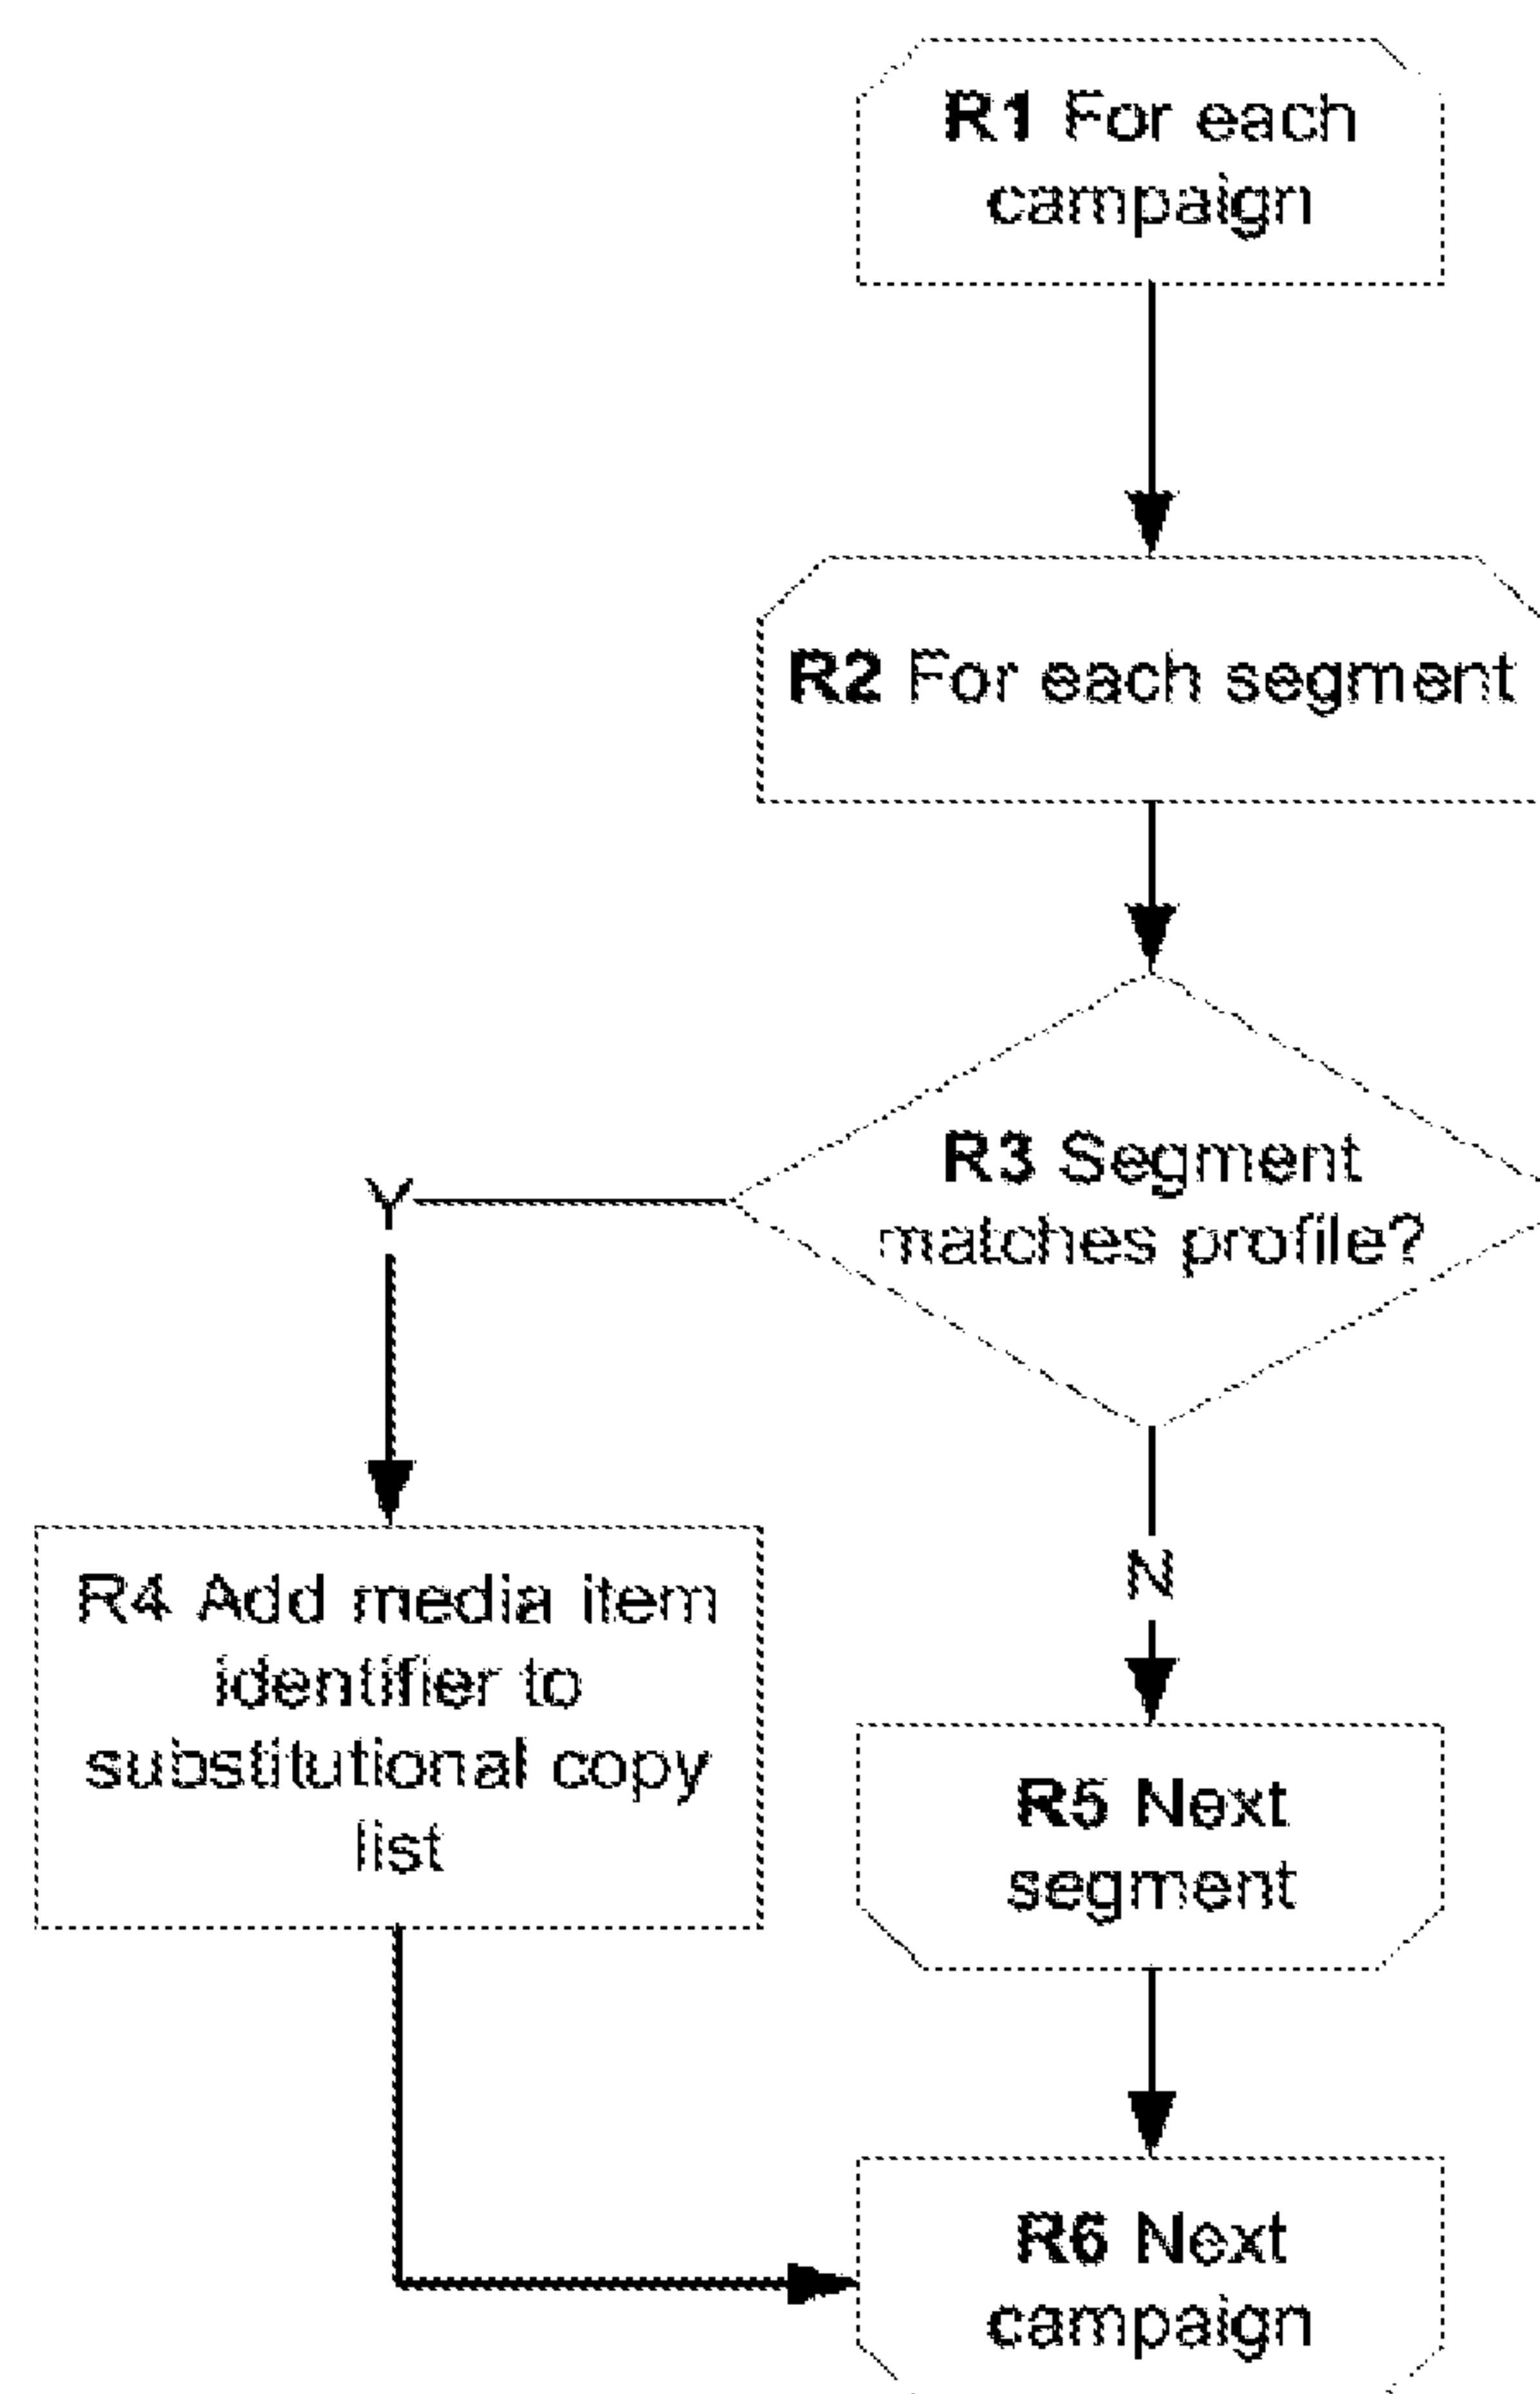 R1 For each
campaign
R2 For each segment
R3 Segment
matches profile?
Y
N
R4 Add media item
identifier to
substitutional copy
list
R5 Next
segment
R6 Next
campaign